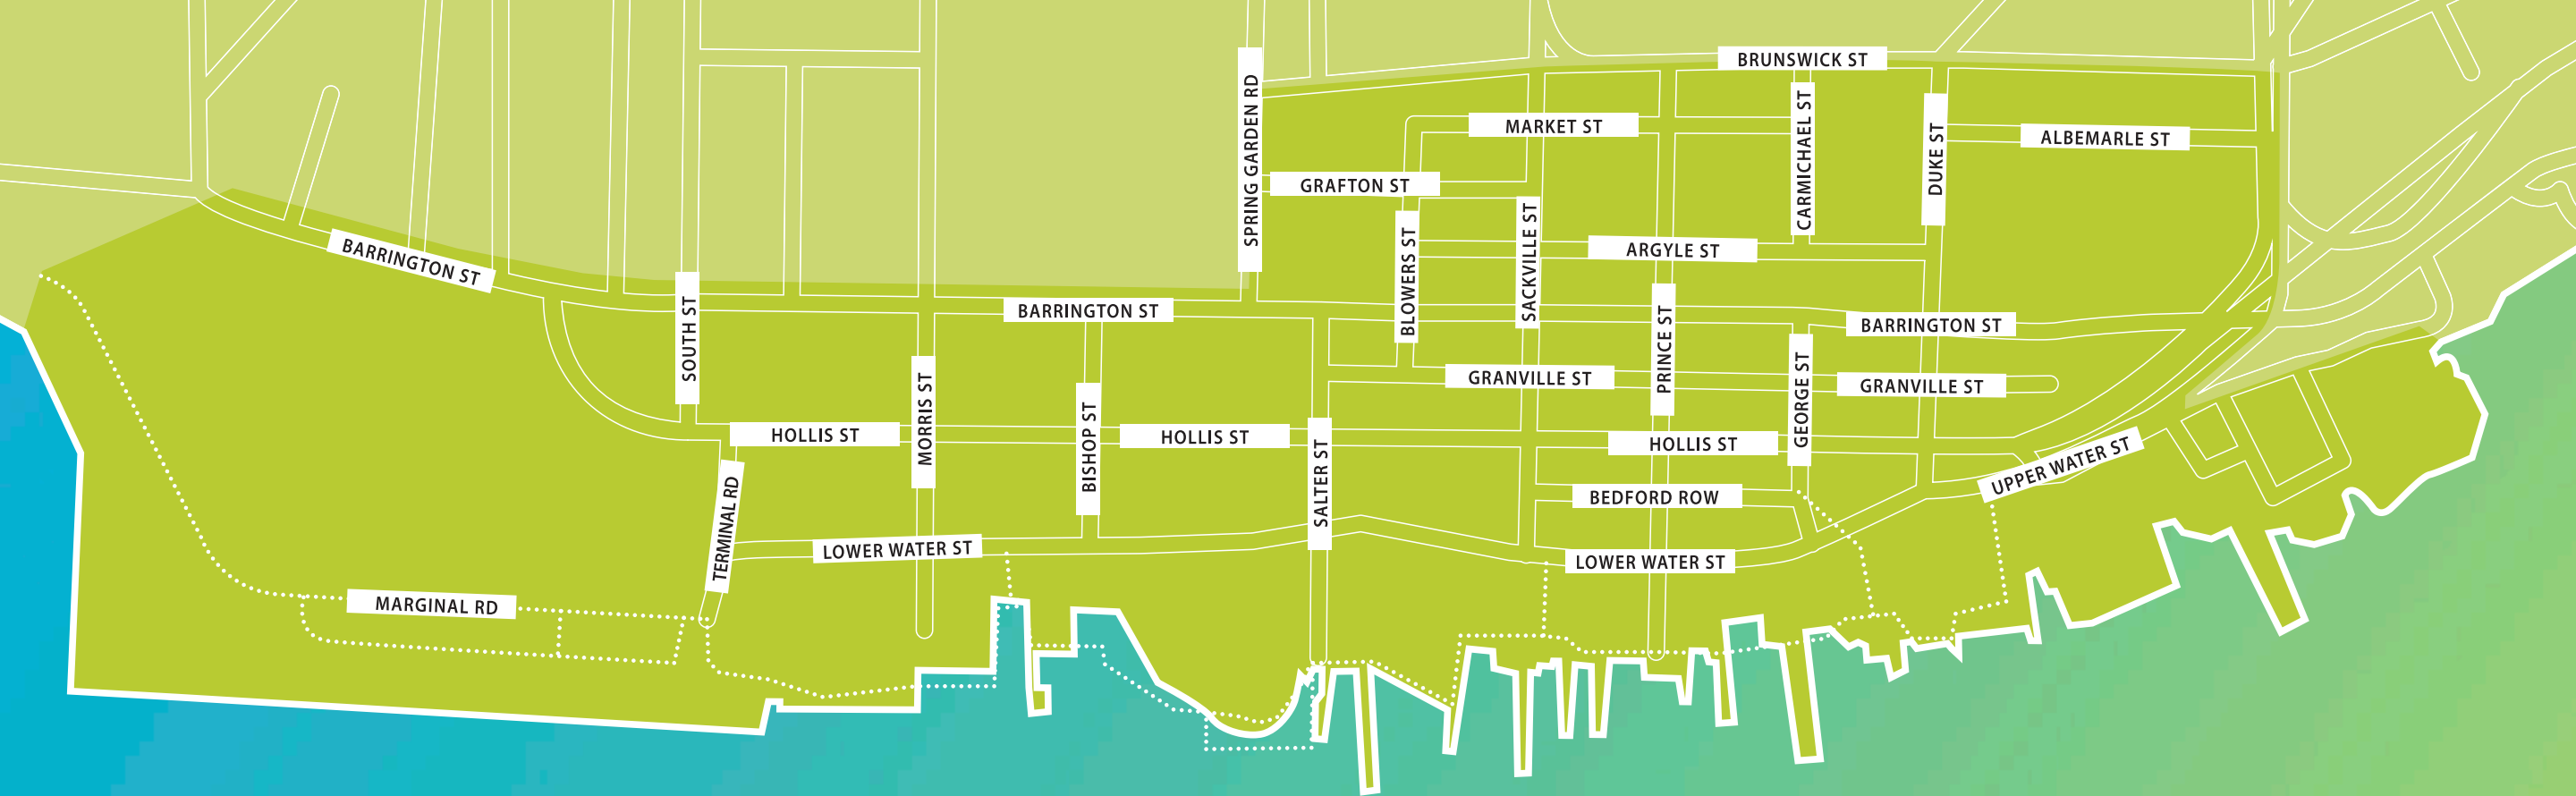 BRUNSWICK ST
MARKET ST
ALBEMARLE ST
SPRING GARDEN RD
CARMICHAEL ST
DUKE ST
GRAFTON ST
BARRINGTON ST
ARGYLE ST
BLOWERS ST
SACKVILLE ST
SOUTH ST
BARRINGTON ST
PRINCE ST
BARRINGTON ST
GRANVILLE ST
GEORGE ST
GRANVILLE ST
MORRIS ST
BISHOP ST
HOLLIS ST
HOLLIS ST
HOLLIS ST
SALTER ST
UPPER WATER ST
TERMINAL RD
BEDFORD ROW
LOWER WATER ST
LOWER WATER ST
MARGINAL RD